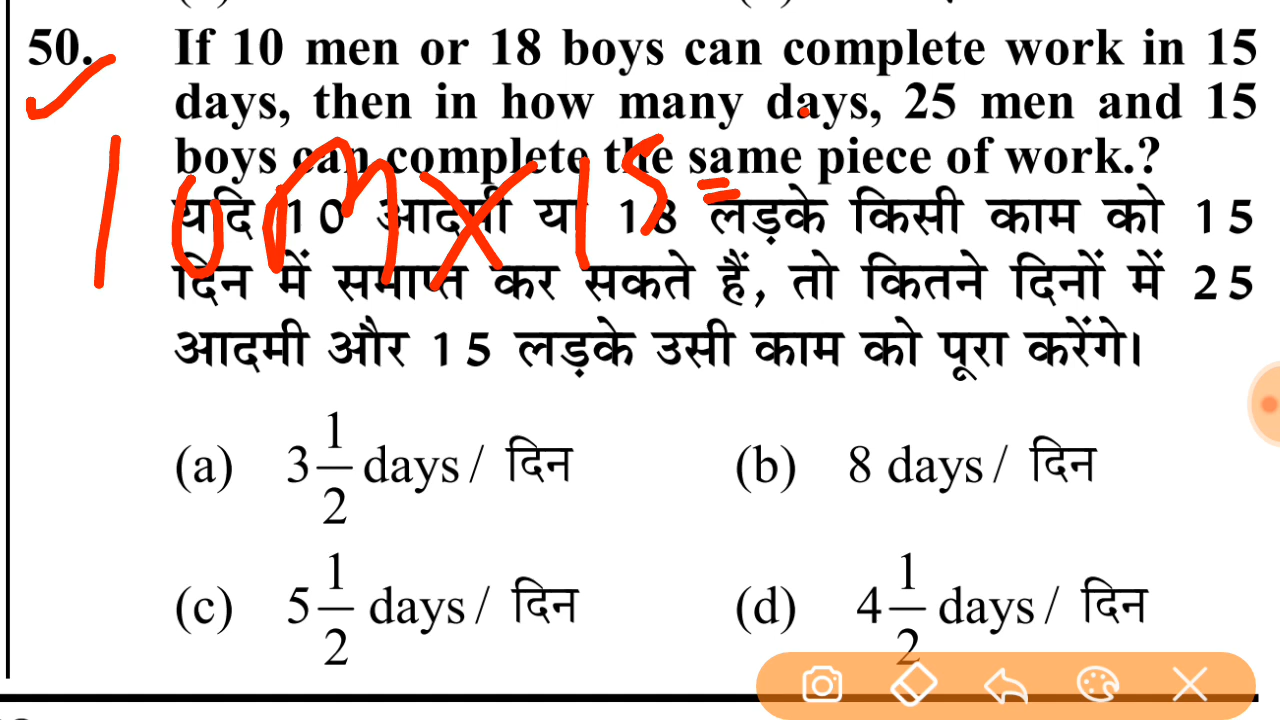 50. If 10 men or 18 boys can complete work in 15
days, then in how many days, 25 men and 15
boys can complete the same piece of work.?
10M×15=
यदि 10 आदमी या 18 लड़के किसी काम को 15
दिन में समाप्त कर सकते हैं, तो कितने दिनों में 25
आदमी और 15 लड़के उसी काम को पूरा करेंगे।
(a) 3 1/2 days / दिन (b) 8 days / दिन
(c) 5 1/2 days / दिन (d) 4 1/2 days / दिन